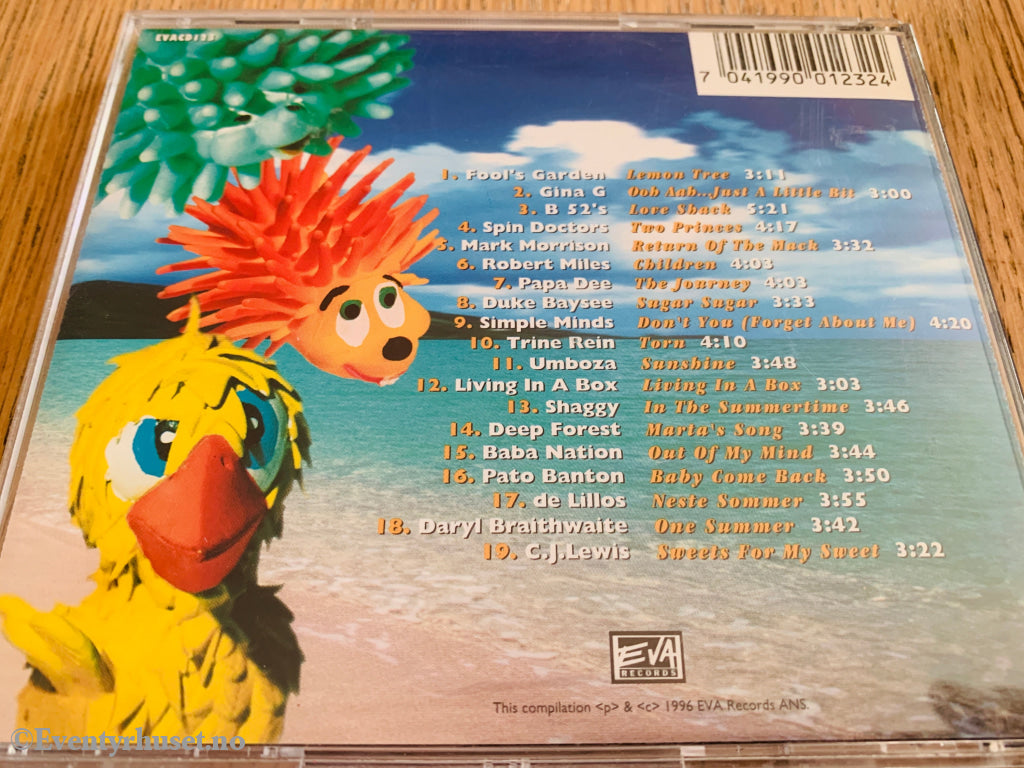 EVACD123
7 041990 012324
1. Fool's Garden Lemon Tree 3:11
2. Gina G Ooh Aah...Just A Little Bit 3:00
3. B 52's Love Shack 5:21
4. Spin Doctors Two Princes 4:17
5. Mark Morrison Return Of The Mack 3:32
6. Robert Miles Children 4:03
7. Papa Dee The Journey 4:03
8. Duke Baysee Sugar Sugar 3:33
9. Simple Minds Don't You (Forget About Me) 4:20
10. Trine Rein Torn 4:10
11. Umboza Sunshine 3:48
12. Living In A Box Living In A Box 3:03
13. Shaggy In The Summertime 3:46
14. Deep Forest Marta's Song 3:39
15. Baba Nation Out Of My Mind 3:44
16. Pato Banton Baby Come Back 3:50
17. de Lillos Neste Sommer 3:55
18. Daryl Braithwaite One Summer 3:42
19. C.J.Lewis Sweets For My Sweet 3:22
EVA
RECORDS
This compilation <p> & <c> 1996 EVA Records ANS.
©Eventyrhuset.no